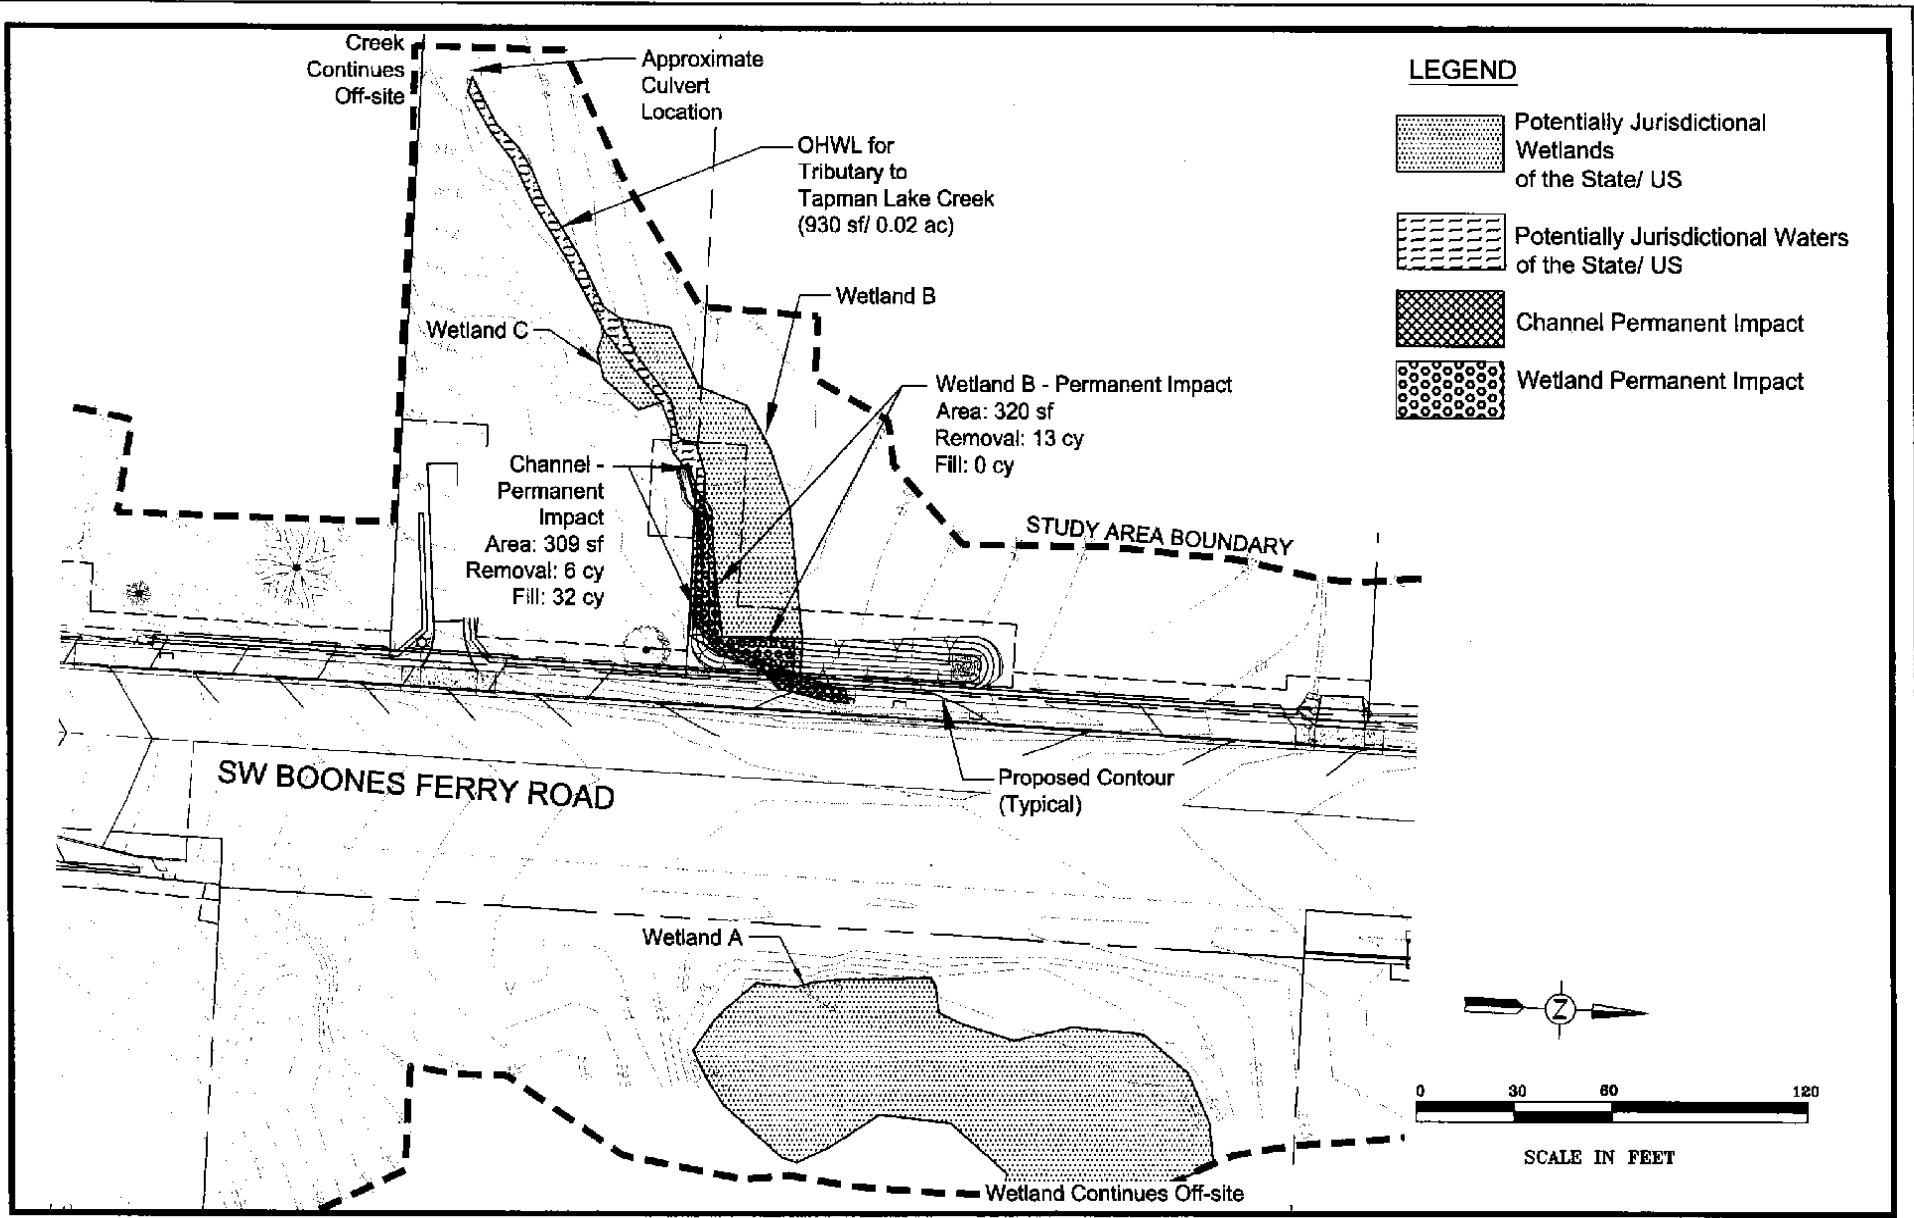 Creek
Continues
Off-site
Approximate
Culvert
Location
OHWL for
Tributary to
Tapman Lake Creek
(930 sf/ 0.02 ac)
Wetland B
Wetland C
Wetland B - Permanent Impact
Area: 320 sf
Removal: 13 cy
Fill: 0 cy
Channel -
Permanent
Impact
Area: 309 sf
Removal: 6 cy
Fill: 32 cy
STUDY AREA BOUNDARY
SW BOONES FERRY ROAD
Proposed Contour
(Typical)
Wetland A
Wetland Continues Off-site
LEGEND
Potentially Jurisdictional
Wetlands
of the State/ US
Potentially Jurisdictional Waters
of the State/ US
Channel Permanent Impact
Wetland Permanent Impact
Z
0 30 60 120
SCALE IN FEET